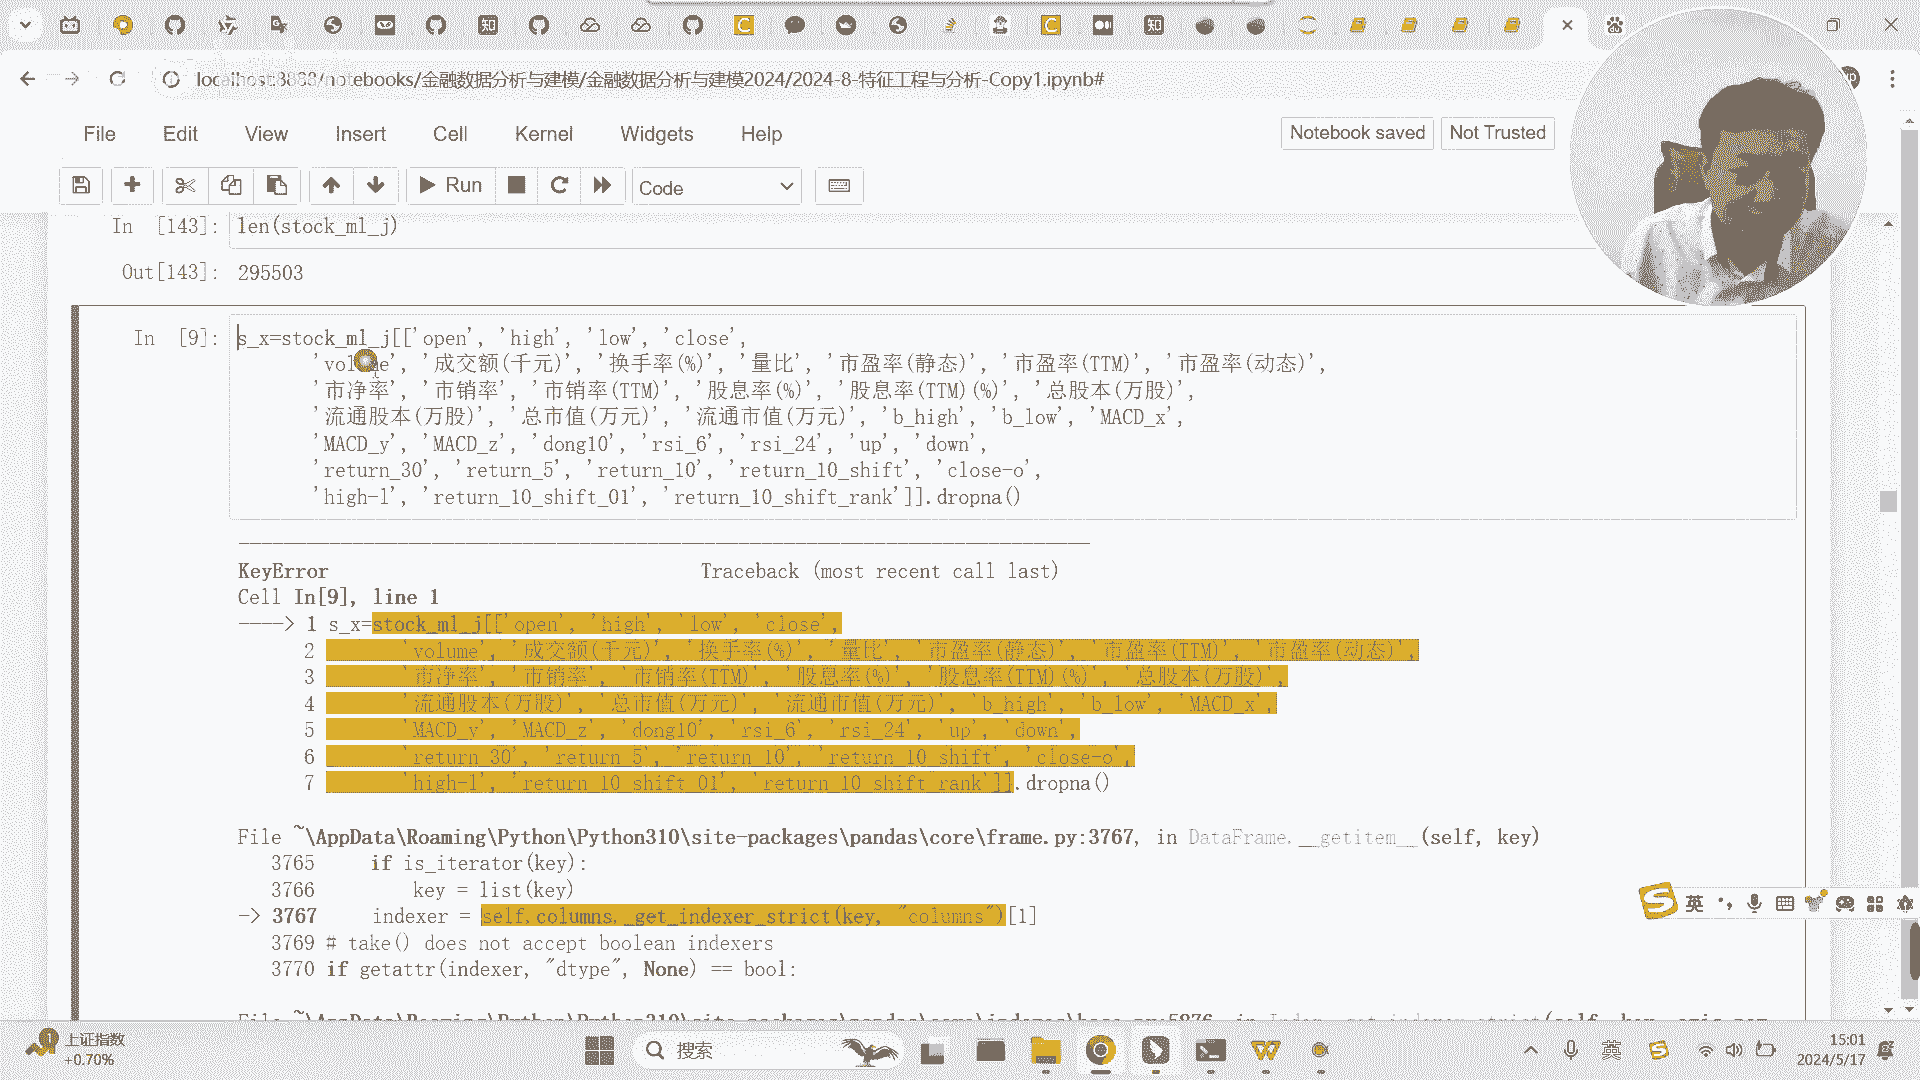 localhost:8888/notebooks/金融数据分析与建模/金融数据分析与建模2024/2024-8-特征工程与分析-Copy1.ipynb#
File Edit View Insert Cell Kernel Widgets Help
Notebook saved Not Trusted
Run Code
In [143]: len(stock_ml_j)
Out[143]: 295503
In [9]: s_x=stock_ml_j[['open', 'high', 'low', 'close',
'volume', '成交额(千元)', '换手率(%)', '量比', '市盈率(静态)', '市盈率(TTM)', '市盈率(动态)',
'市净率', '市销率', '市销率(TTM)', '股息率(%)', '股息率(TTM)(%)', '总股本(万股)',
'流通股本(万股)', '总市值(万元)', '流通市值(万元)', 'b_high', 'b_low', 'MACD_x',
'MACD_y', 'MACD_z', 'dong10', 'rsi_6', 'rsi_24', 'up', 'down',
'return_30', 'return_5', 'return_10', 'return_10_shift', 'close-o',
'high-l', 'return_10_shift_01', 'return_10_shift_rank']].dropna()
KeyError Traceback (most recent call last)
Cell In[9], line 1
----> 1 s_x=stock_ml_j[['open', 'high', 'low', 'close',
2 'volume', '成交额(千元)', '换手率(%)', '量比', '市盈率(静态)', '市盈率(TTM)', '市盈率(动态)',
3 '市净率', '市销率', '市销率(TTM)', '股息率(%)', '股息率(TTM)(%)', '总股本(万股)',
4 '流通股本(万股)', '总市值(万元)', '流通市值(万元)', 'b_high', 'b_low', 'MACD_x',
5 'MACD_y', 'MACD_z', 'dong10', 'rsi_6', 'rsi_24', 'up', 'down',
6 'return_30', 'return_5', 'return_10', 'return_10_shift', 'close-o',
7 'high-l', 'return_10_shift_01', 'return_10_shift_rank']].dropna()
File ~\AppData\Roaming\Python\Python310\site-packages\pandas\core\frame.py:3767, in DataFrame.__getitem__(self, key)
3765 if is_iterator(key):
3766 key = list(key)
-> 3767 indexer = self.columns._get_indexer_strict(key, "columns")[1]
3769 # take() does not accept boolean indexers
3770 if getattr(indexer, "dtype", None) == bool:
英
上证指数
+0.70%
搜索
英
15:01
2024/5/17